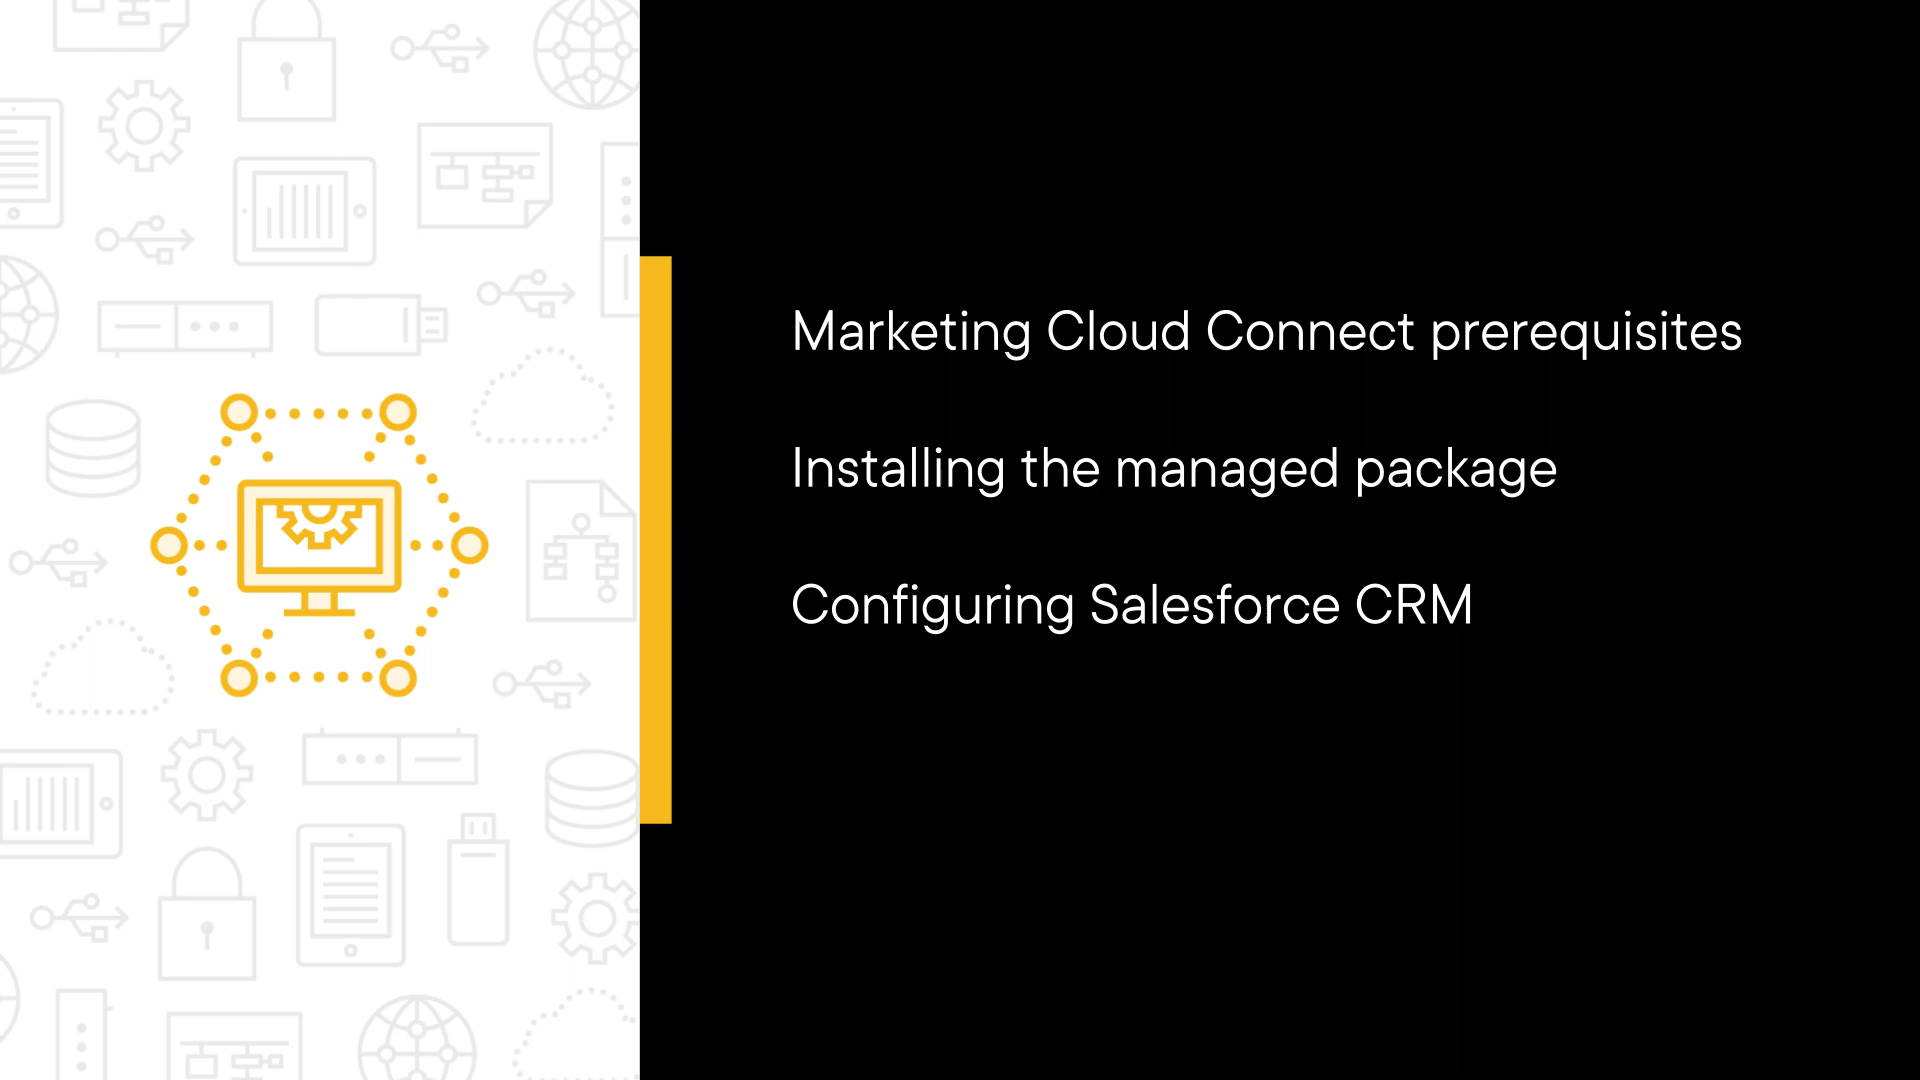 Marketing Cloud Connect prerequisites
Installing the managed package
Configuring Salesforce CRM